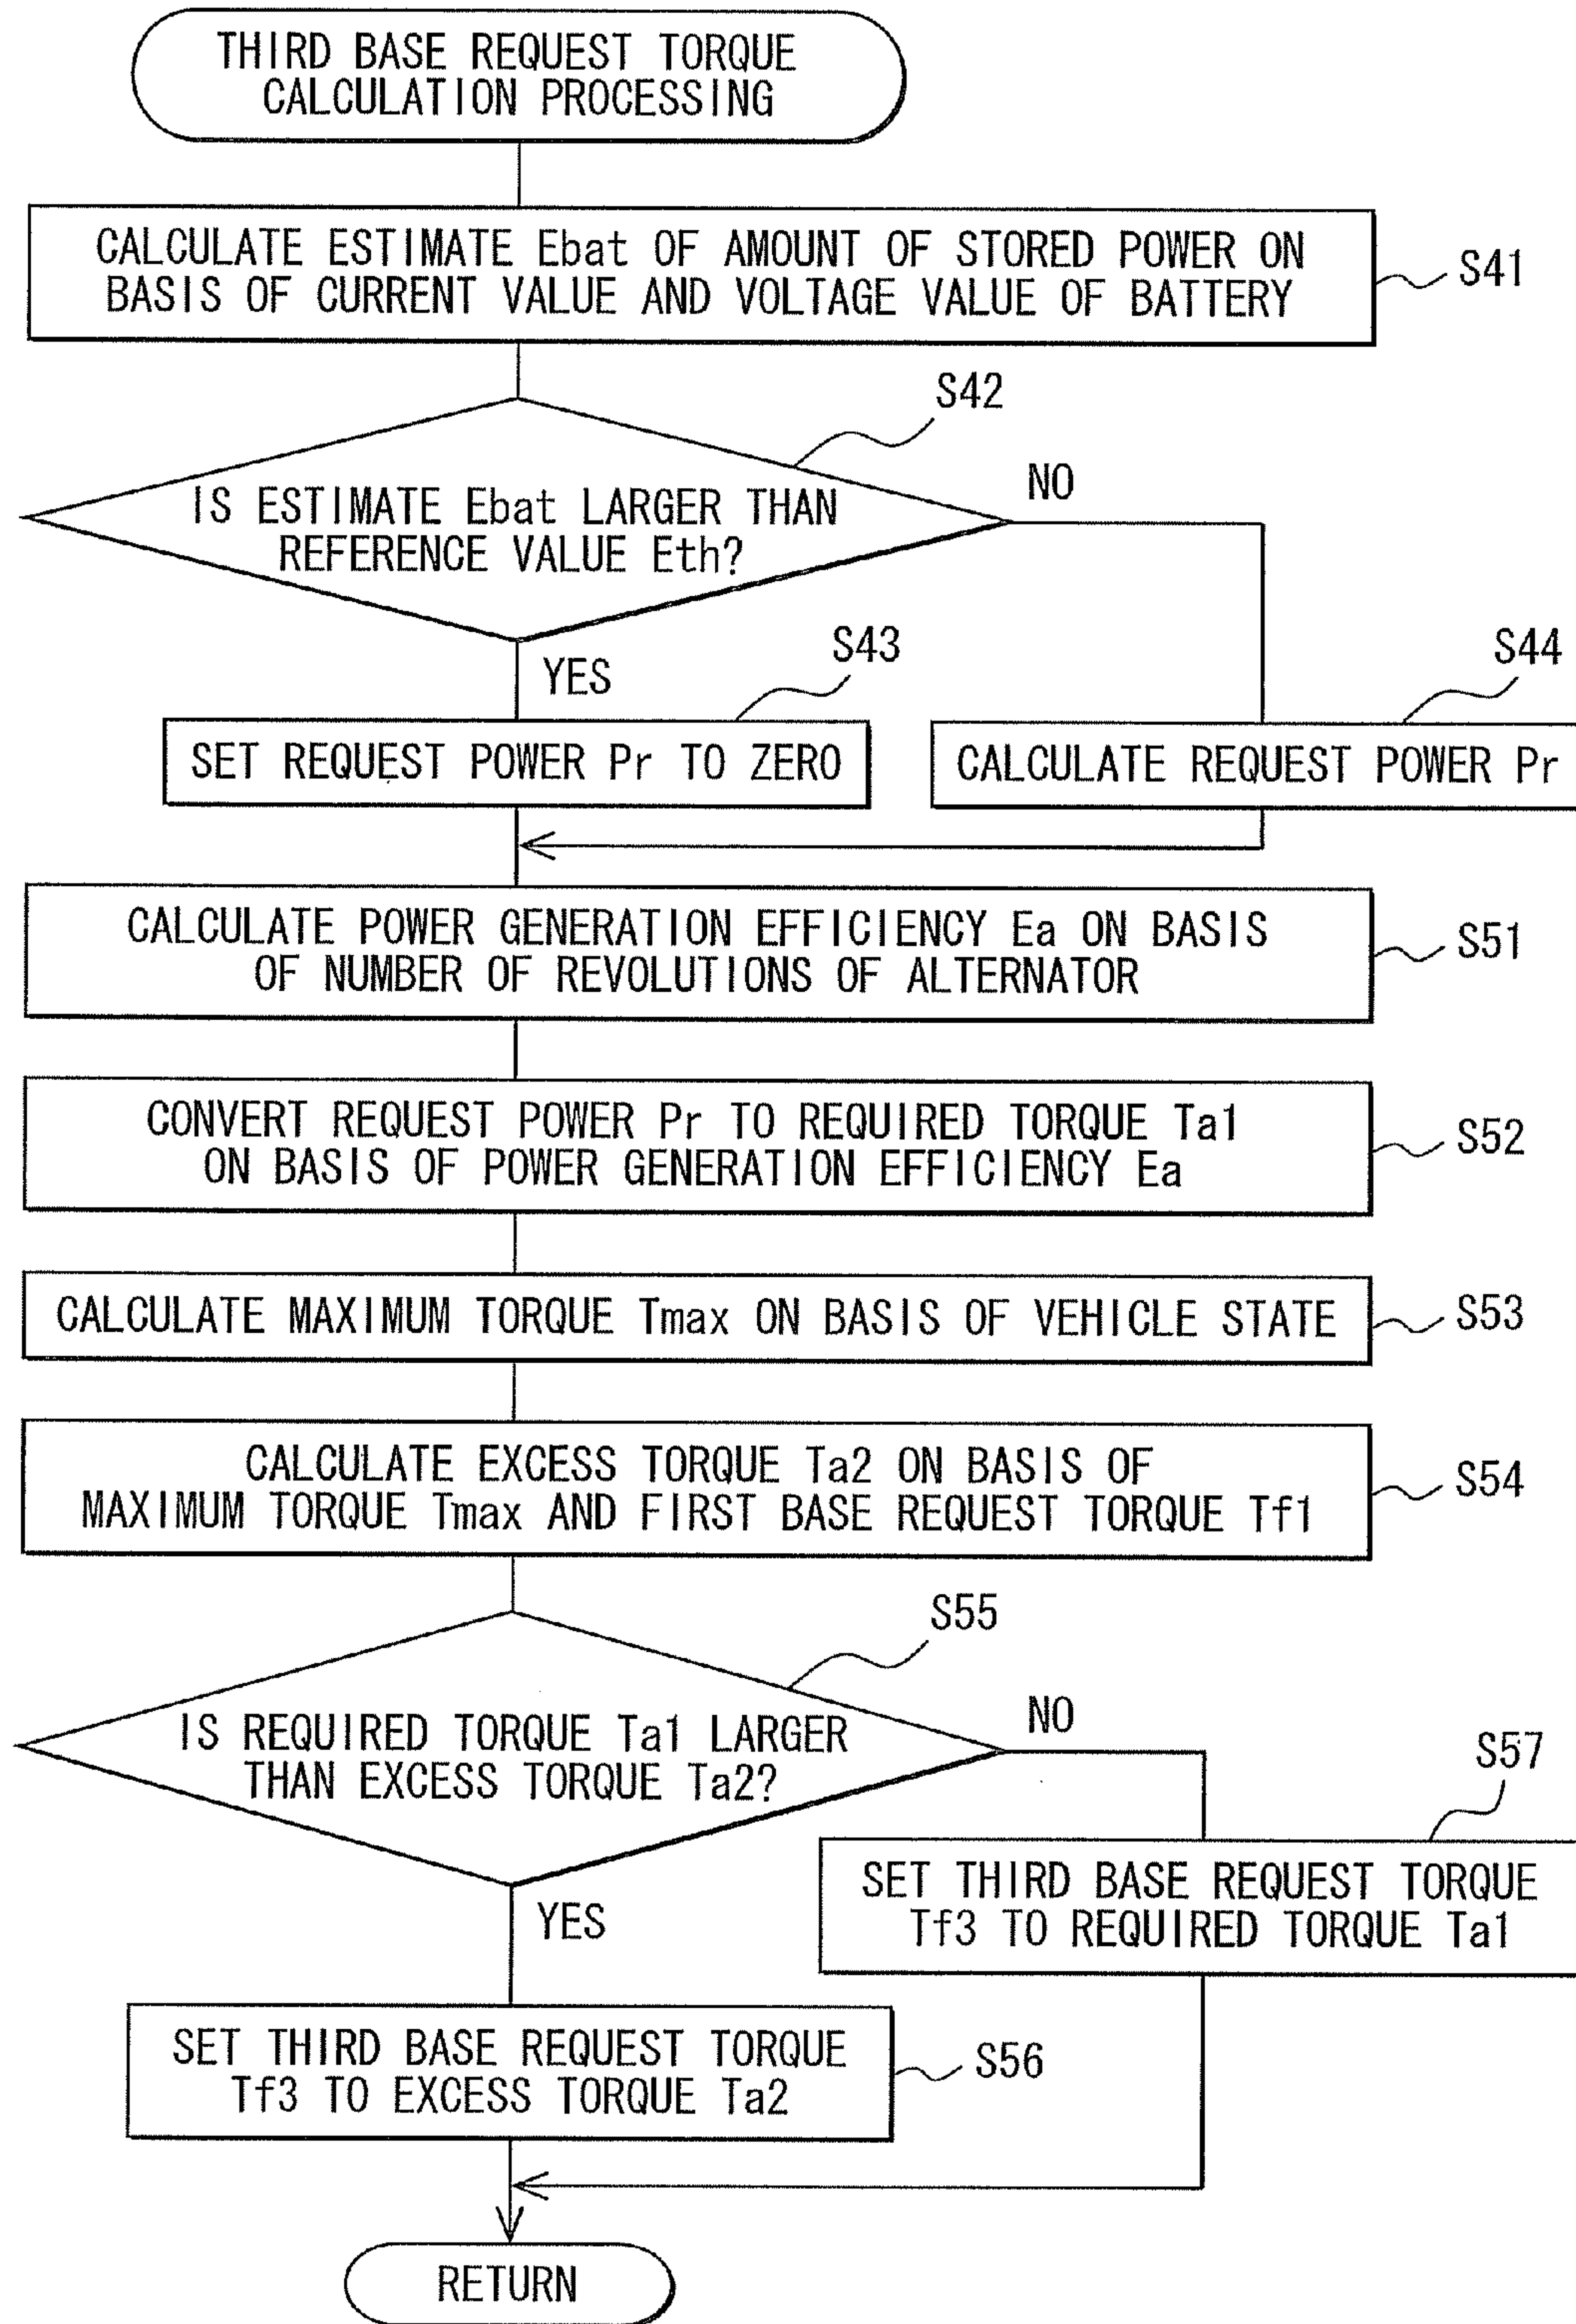 THIRD BASE REQUEST TORQUE
CALCULATION PROCESSING
CALCULATE ESTIMATE Ebat OF AMOUNT OF STORED POWER ON
BASIS OF CURRENT VALUE AND VOLTAGE VALUE OF BATTERY
S41
S42
IS ESTIMATE Ebat LARGER THAN
REFERENCE VALUE Eth?
NO
YES
S43
S44
SET REQUEST POWER Pr TO ZERO
CALCULATE REQUEST POWER Pr
CALCULATE POWER GENERATION EFFICIENCY Ea ON BASIS
OF NUMBER OF REVOLUTIONS OF ALTERNATOR
S51
CONVERT REQUEST POWER Pr TO REQUIRED TORQUE Ta1
ON BASIS OF POWER GENERATION EFFICIENCY Ea
S52
CALCULATE MAXIMUM TORQUE Tmax ON BASIS OF VEHICLE STATE
S53
CALCULATE EXCESS TORQUE Ta2 ON BASIS OF
MAXIMUM TORQUE Tmax AND FIRST BASE REQUEST TORQUE Tf1
S54
S55
IS REQUIRED TORQUE Ta1 LARGER
THAN EXCESS TORQUE Ta2?
NO
S57
SET THIRD BASE REQUEST TORQUE
Tf3 TO REQUIRED TORQUE Ta1
YES
SET THIRD BASE REQUEST TORQUE
Tf3 TO EXCESS TORQUE Ta2
S56
RETURN